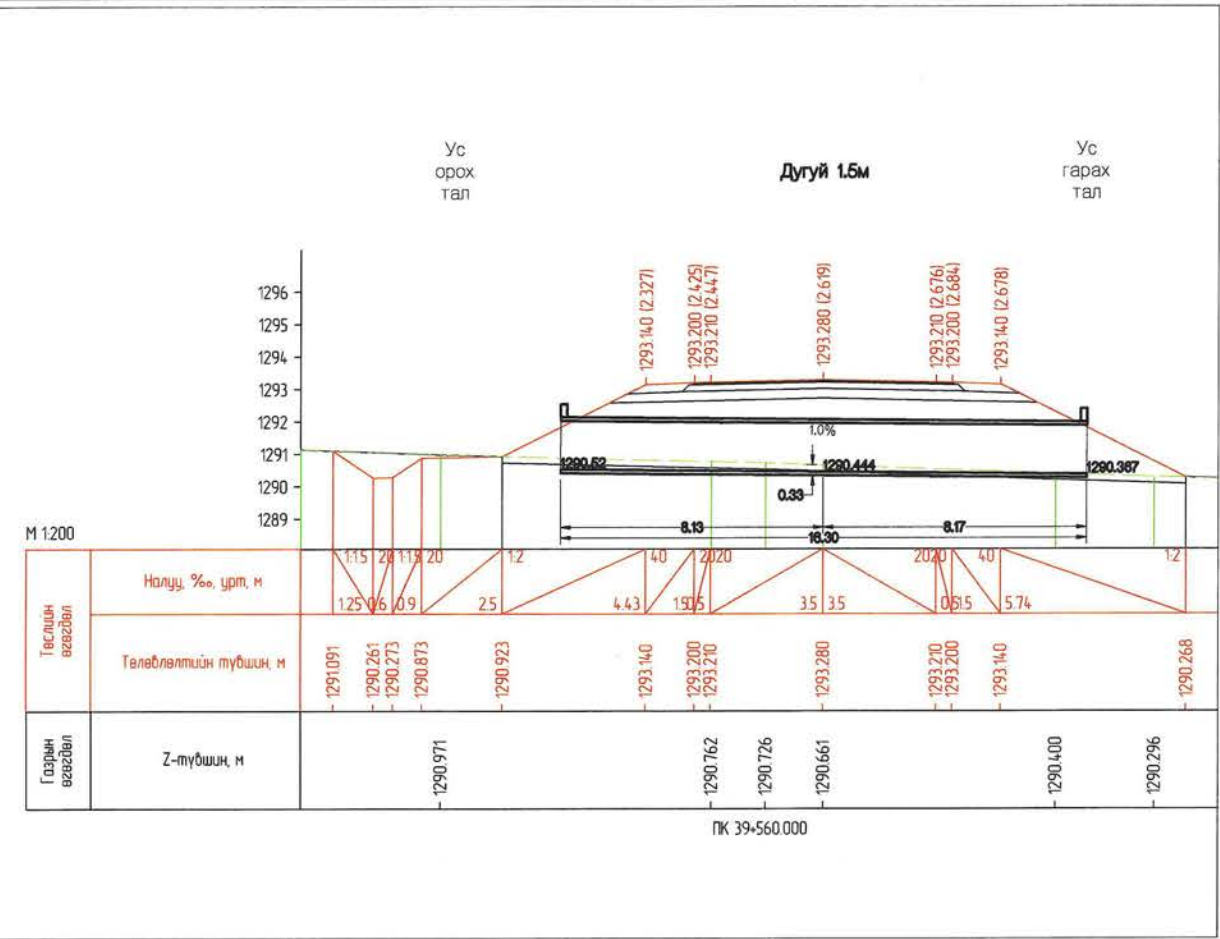 Ус
орох
тал
Дугуй 1.5м
Ус
гарах
тал
1293.140 (2.327)
1293.200 (2.425)
1293.210 (2.447)
1293.280 (2.619)
1293.210 (2.676)
1293.200 (2.684)
1293.140 (2.678)
1296
1295
1294
1293
1292
1291
1290
1289
1.0%
1290.52
1290.444
1290.367
0.33
8.13
8.17
16.30
М 1:200
Төслийн өгөгдөл
Налуу, ‰, урт, м
1:1.5 20 1:1.5 20 1:2 40 20 20 20 20 40 1:2
1.25 0.6 0.9 2.5 4.43 1.5 0.5 3.5 3.5 0.5 1.5 5.74
Төлөвлөлтийн түвшин, м
1291.091
1290.261
1290.273
1290.873
1290.923
1293.140
1293.200
1293.210
1293.280
1293.210
1293.200
1293.140
1290.268
Газрын өгөгдөл
Z-түвшин, м
1290.971
1290.762
1290.726
1290.661
1290.400
1290.296
ПК 39+560.000